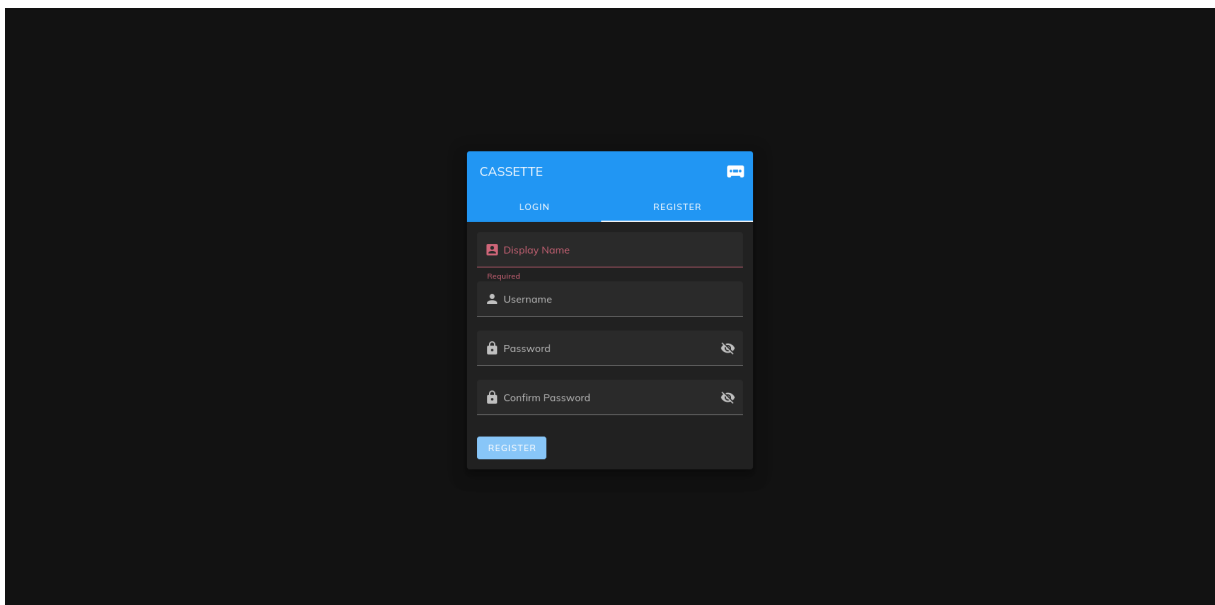 CASSETTE
LOGIN REGISTER
Display Name
Required
Username
Password
Confirm Password
REGISTER